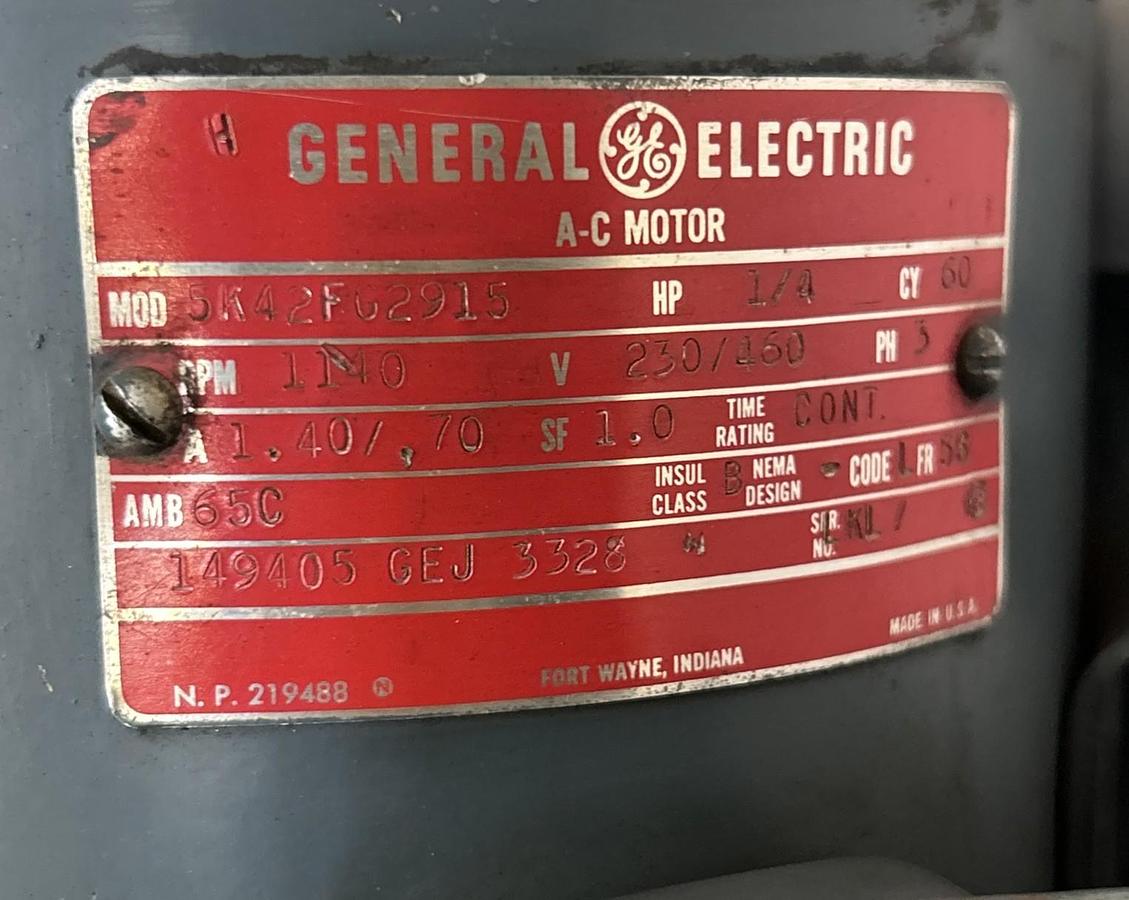 H
GENERAL GE ELECTRIC
A-C MOTOR
MOD 5K42FG2915 HP 1/4 CY 60
RPM 1140 V 230/460 PH 3
A 1.40/.70 SF 1.0 TIME RATING CONT.
AMB 65C INSUL CLASS B NEMA DESIGN - CODE L FR 56
149405 GEJ 3328 SER. NO.
FORT WAYNE, INDIANA MADE IN U.S.A.
N. P. 219488 N